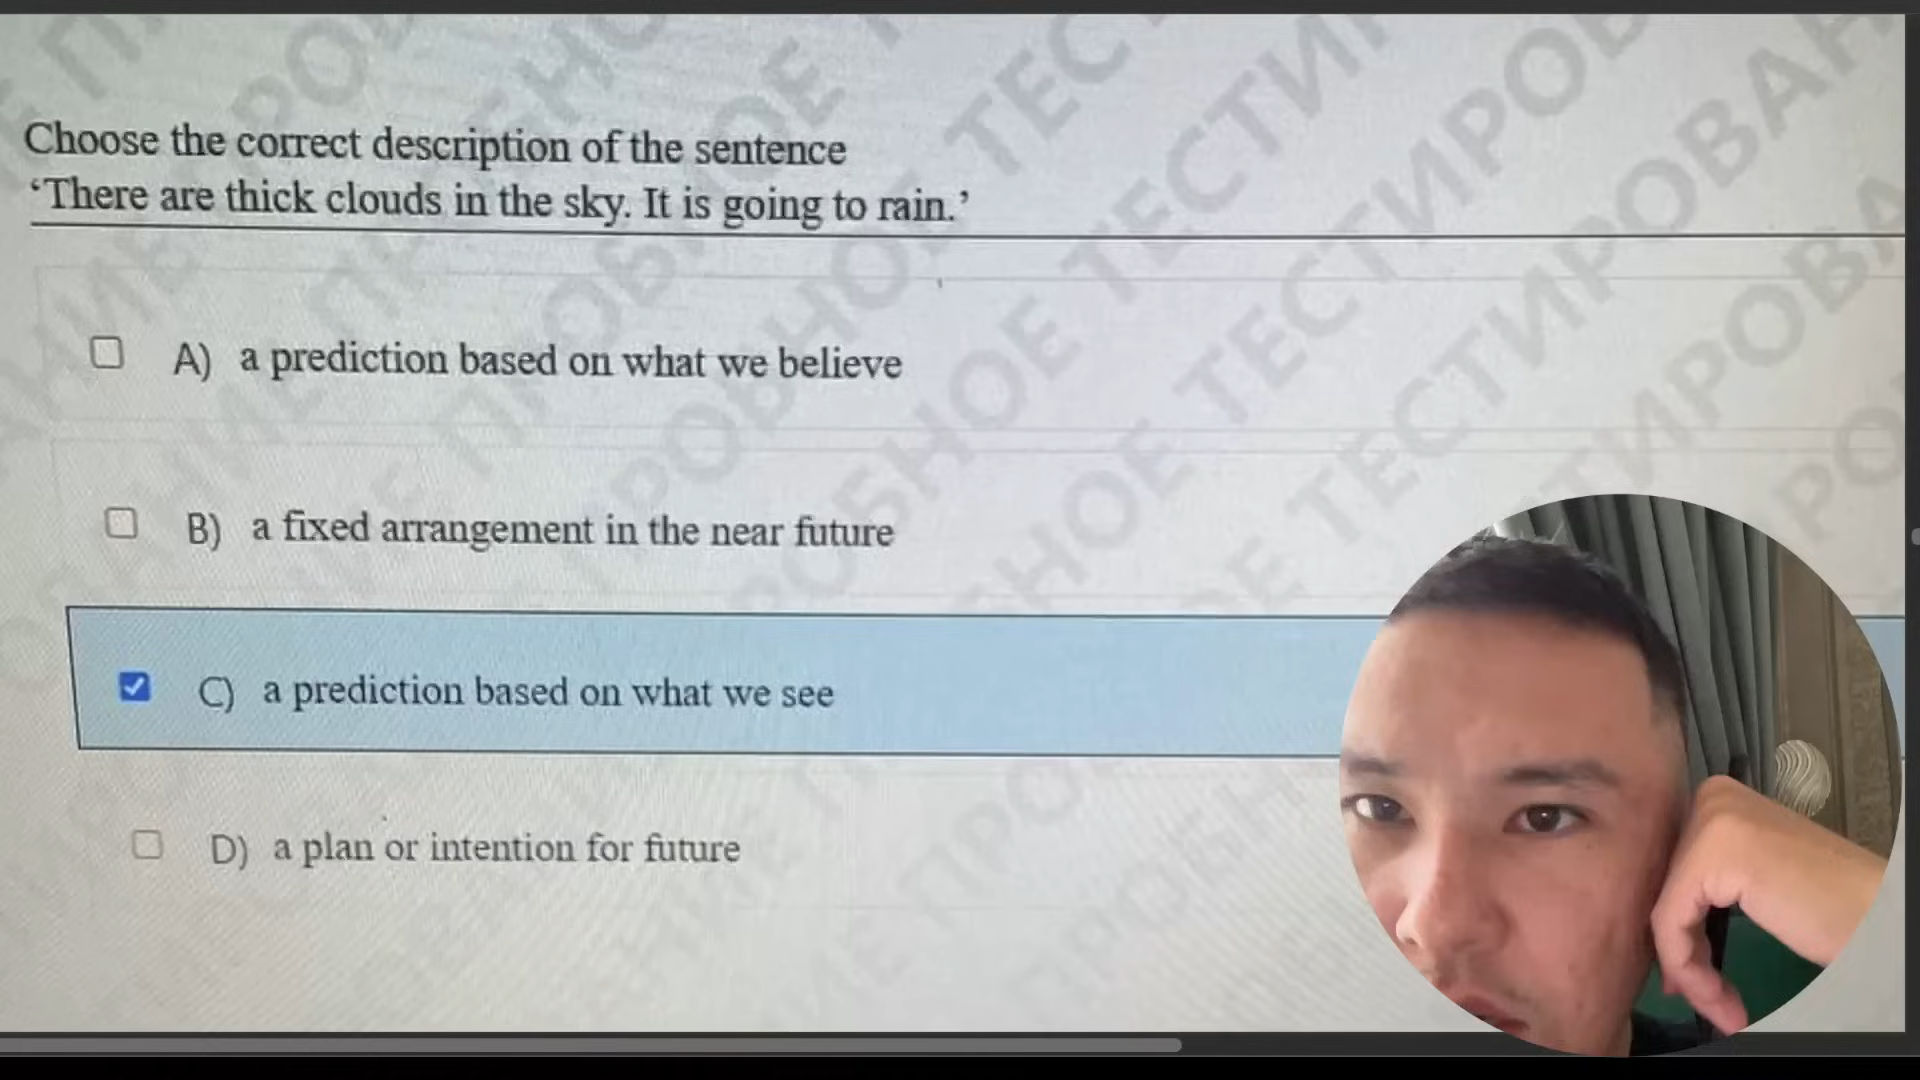 Choose the correct description of the sentence
‘There are thick clouds in the sky. It is going to rain.’
A) a prediction based on what we believe
B) a fixed arrangement in the near future
C) a prediction based on what we see
D) a plan or intention for future
ПРОБНОЕ ТЕСТИРОВАНИЕ